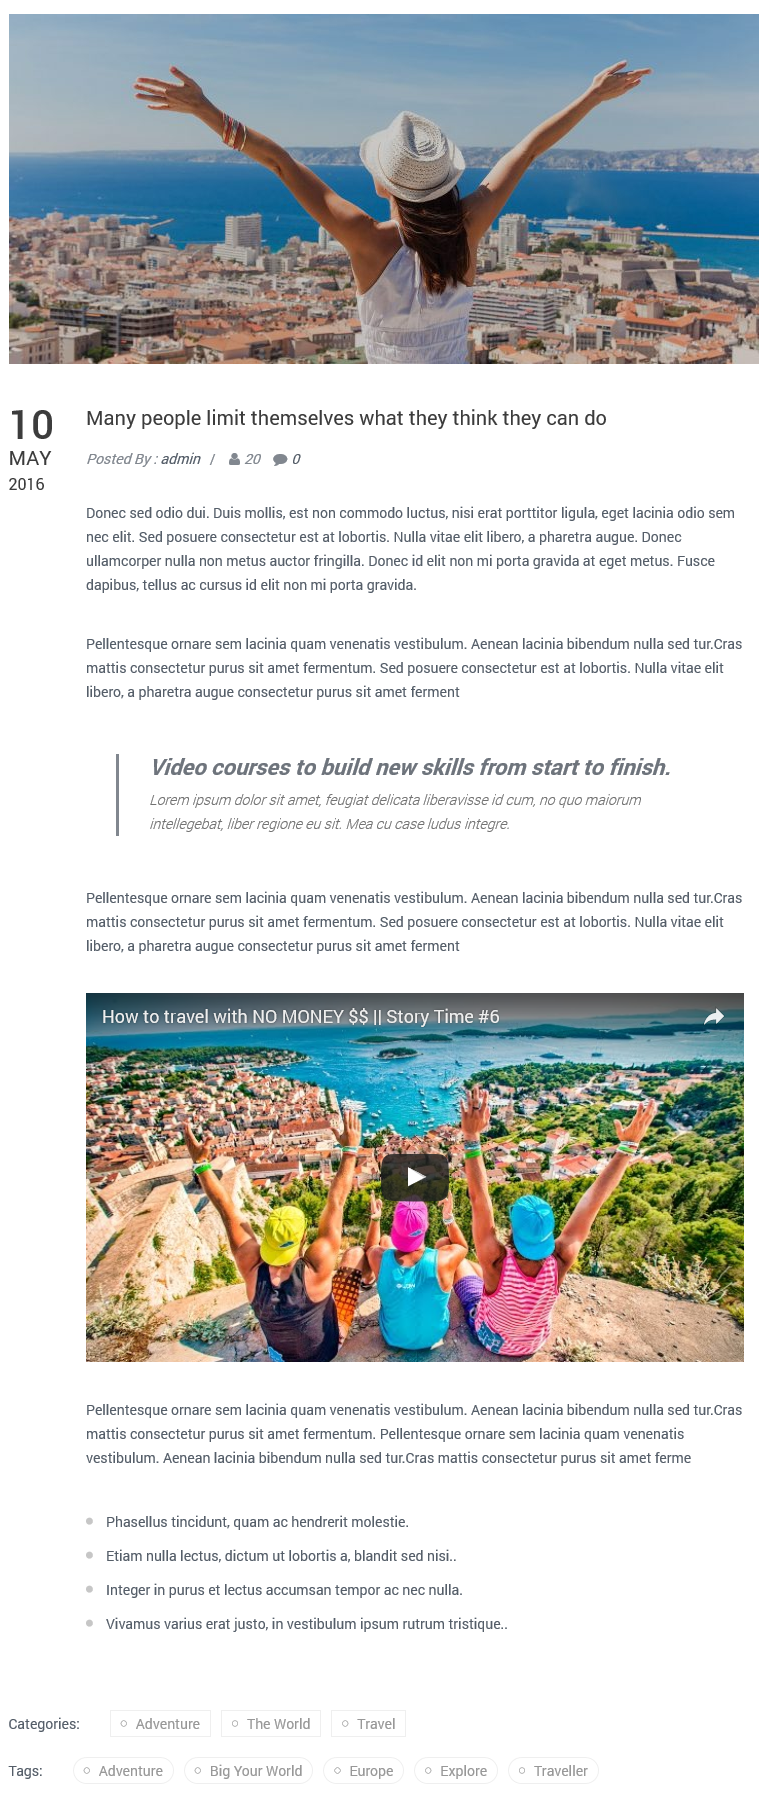 10
MAY
2016
Many people limit themselves what they think they can do
Posted By : admin / 20 0
Donec sed odio dui. Duis mollis, est non commodo luctus, nisi erat porttitor ligula, eget lacinia odio sem
nec elit. Sed posuere consectetur est at lobortis. Nulla vitae elit libero, a pharetra augue. Donec
ullamcorper nulla non metus auctor fringilla. Donec id elit non mi porta gravida at eget metus. Fusce
dapibus, tellus ac cursus id elit non mi porta gravida.
Pellentesque ornare sem lacinia quam venenatis vestibulum. Aenean lacinia bibendum nulla sed tur.Cras
mattis consectetur purus sit amet fermentum. Sed posuere consectetur est at lobortis. Nulla vitae elit
libero, a pharetra augue consectetur purus sit amet ferment
Video courses to build new skills from start to finish.
Lorem ipsum dolor sit amet, feugiat delicata liberavisse id cum, no quo maiorum
intellegebat, liber regione eu sit. Mea cu case ludus integre.
Pellentesque ornare sem lacinia quam venenatis vestibulum. Aenean lacinia bibendum nulla sed tur.Cras
mattis consectetur purus sit amet fermentum. Sed posuere consectetur est at lobortis. Nulla vitae elit
libero, a pharetra augue consectetur purus sit amet ferment
How to travel with NO MONEY $$ || Story Time #6
Pellentesque ornare sem lacinia quam venenatis vestibulum. Aenean lacinia bibendum nulla sed tur.Cras
mattis consectetur purus sit amet fermentum. Pellentesque ornare sem lacinia quam venenatis
vestibulum. Aenean lacinia bibendum nulla sed tur.Cras mattis consectetur purus sit amet ferme
Phasellus tincidunt, quam ac hendrerit molestie.
Etiam nulla lectus, dictum ut lobortis a, blandit sed nisi..
Integer in purus et lectus accumsan tempor ac nec nulla.
Vivamus varius erat justo, in vestibulum ipsum rutrum tristique..
Categories: Adventure The World Travel
Tags: Adventure Big Your World Europe Explore Traveller